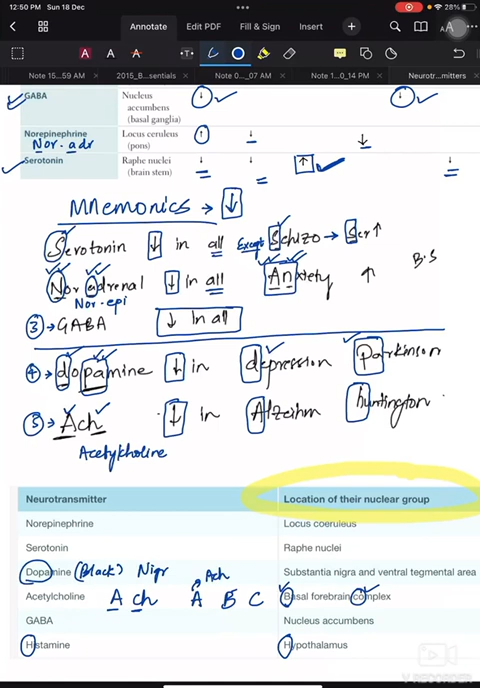 12:50 PM Sun 18 Dec
28%
Annotate Edit PDF Fill & Sign Insert
Note 15...59 AM 2015_B...sentials Note 0..._07 AM Note 1...0_14 PM Neurotr...mitters
GABA Nucleus accumbens (basal ganglia) ↓ ↓
Norepinephrine Locus ceruleus (pons) ↑ ↓ ↓
Nor. adr
Serotonin Raphe nuclei (brain stem) ↓ ↓ ↑ ↓
Mnemonics → ↓
Serotonin ↓ in all Except Schizo → Ser↑
Noradrenal ↓ in all Anxiety ↑ B.S
Nor-epi
③→GABA ↓ In all
④→ dopamine ↓ in depression Parkinson
⑤→ Ach ↓ in Alzeihm huntington
Acetylkholine
Neurotransmitter Location of their nuclear group
Norepinephrine Locus coeruleus
Serotonin Raphe nuclei
Dopamine (Black) Nigr Substantia nigra and ventral tegmental area
Ach
Acetylcholine A ch A B C Basal forebrain complex
GABA Nucleus accumbens
Histamine Hypothalamus